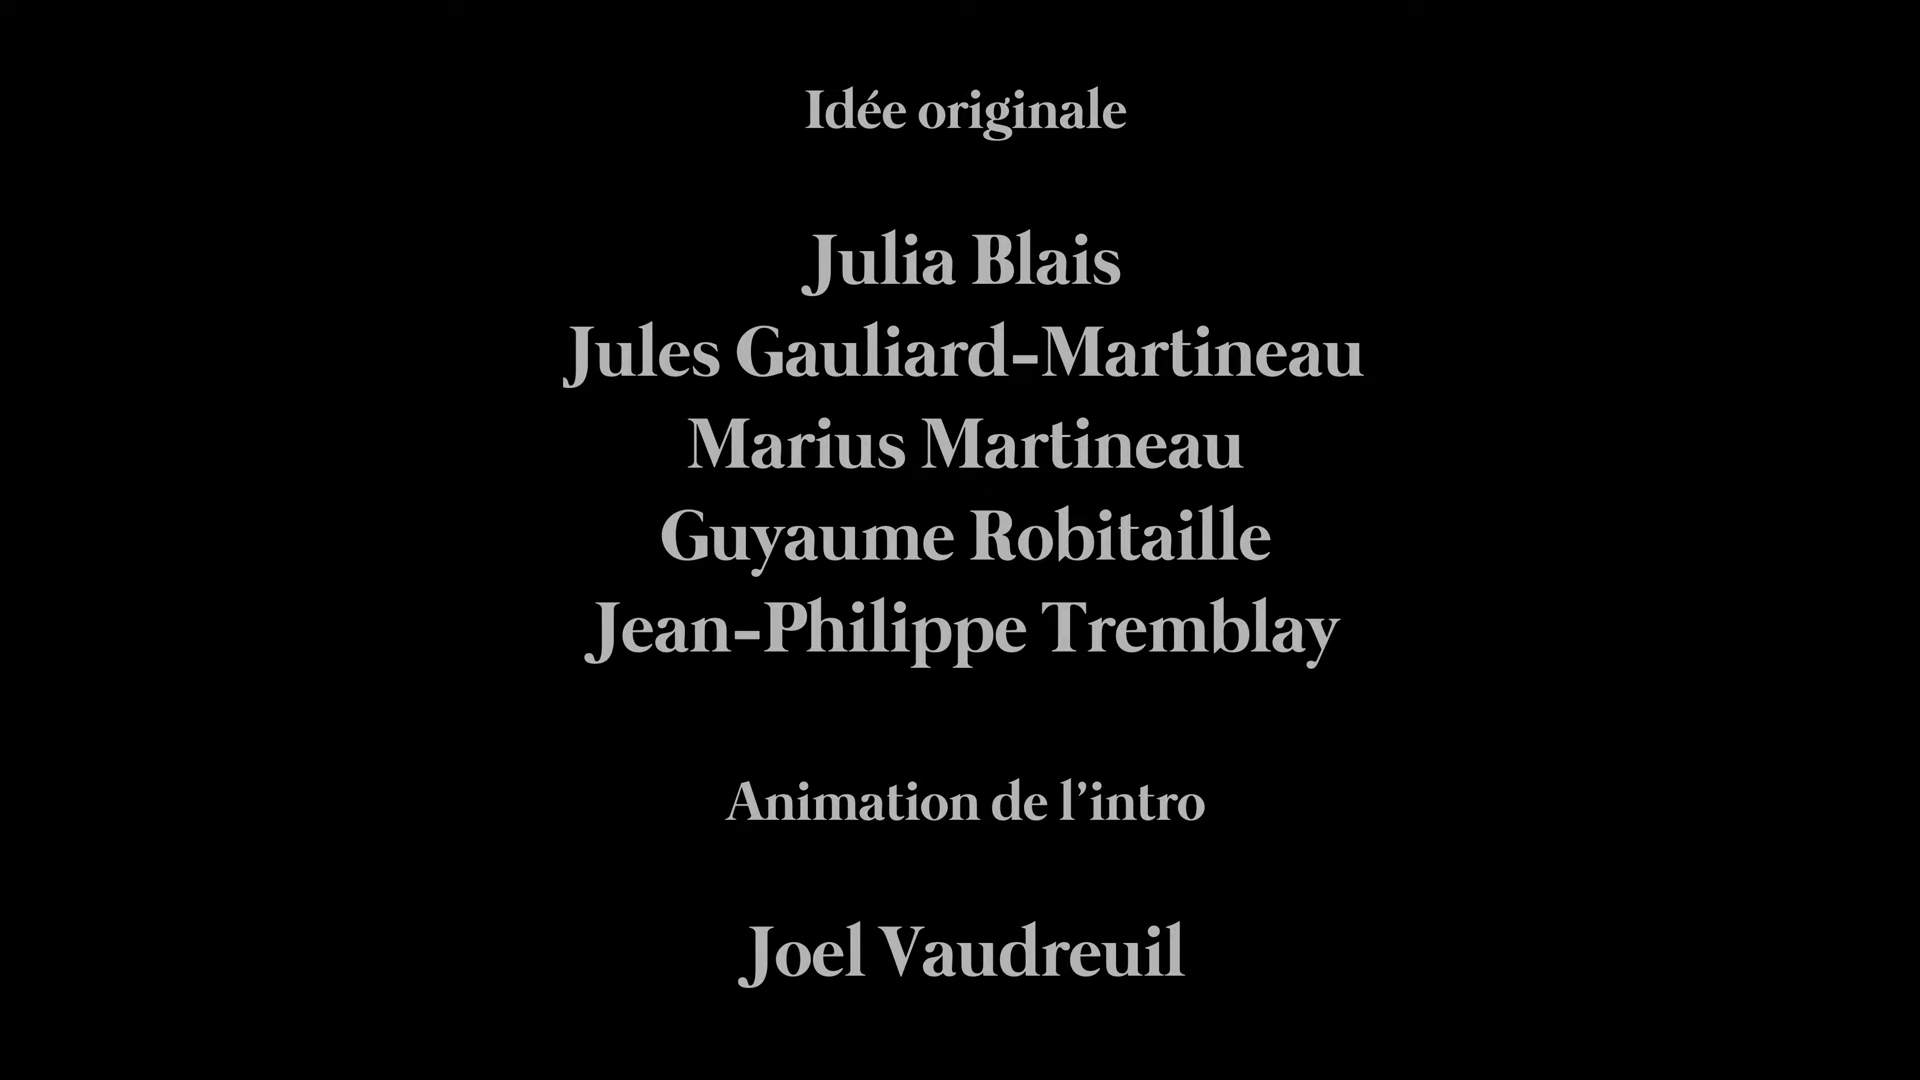 Idée originale
Julia Blais
Jules Gauliard-Martineau
Marius Martineau
Guyaume Robitaille
Jean-Philippe Tremblay
Animation de l’intro
Joel Vaudreuil